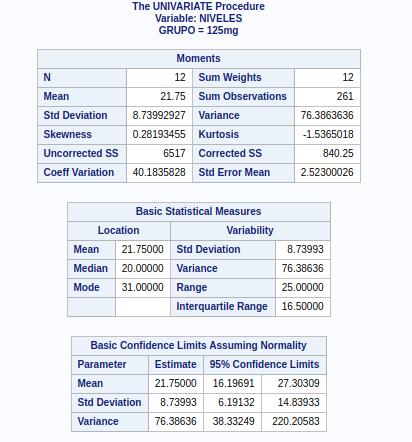 The UNIVARIATE Procedure
Variable: NIVELES
GRUPO = 125mg
Moments
N 12 Sum Weights 12
Mean 21.75 Sum Observations 261
Std Deviation 8.73992927 Variance 76.3863636
Skewness 0.28193455 Kurtosis -1.5365018
Uncorrected SS 6517 Corrected SS 840.25
Coeff Variation 40.1835828 Std Error Mean 2.52300026
Basic Statistical Measures
Location Variability
Mean 21.75000 Std Deviation 8.73993
Median 20.00000 Variance 76.38636
Mode 31.00000 Range 25.00000
Interquartile Range 16.50000
Basic Confidence Limits Assuming Normality
Parameter Estimate 95% Confidence Limits
Mean 21.75000 16.19691 27.30309
Std Deviation 8.73993 6.19132 14.83933
Variance 76.38636 38.33249 220.20583